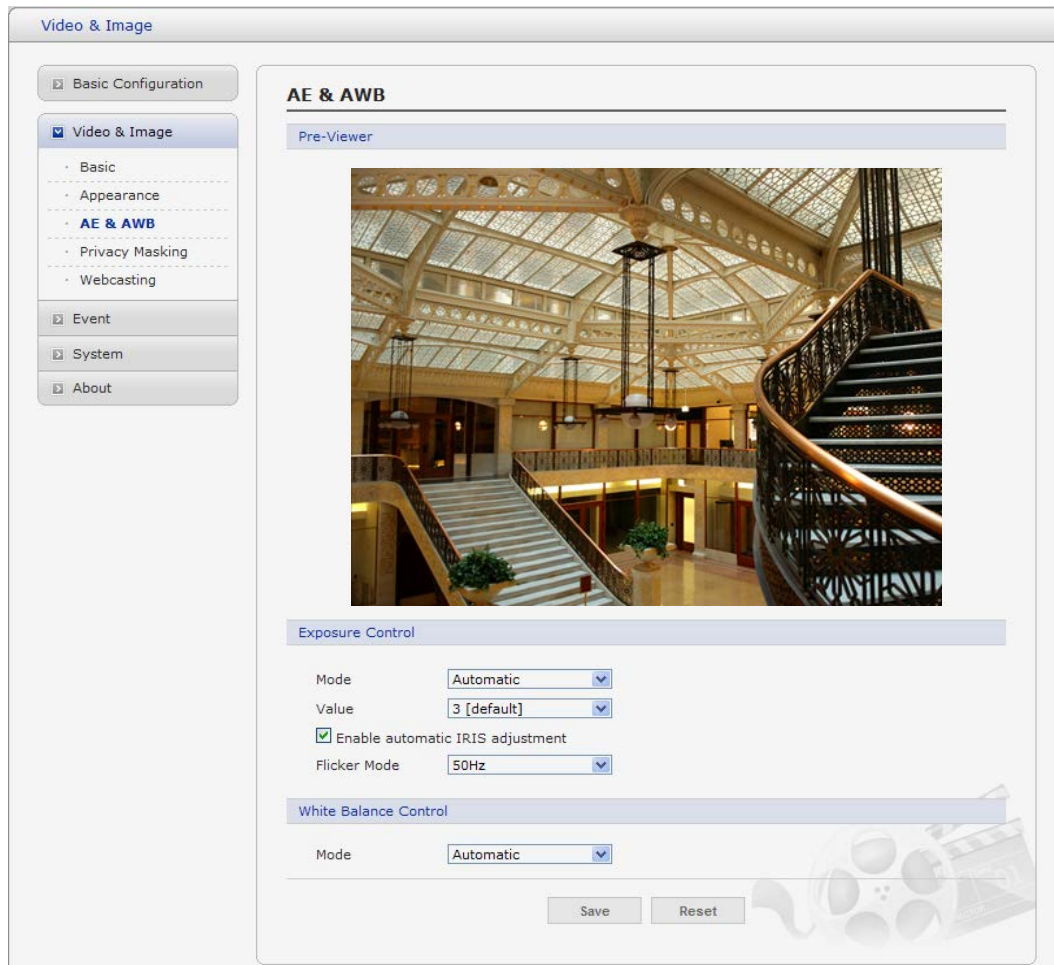 Video & Image
Basic Configuration
Video & Image
Basic
Appearance
AE & AWB
Privacy Masking
Webcasting
Event
System
About
AE & AWB
Pre-Viewer
Exposure Control
Mode Automatic
Value 3 [default]
Enable automatic IRIS adjustment
Flicker Mode 50Hz
White Balance Control
Mode Automatic
Save Reset